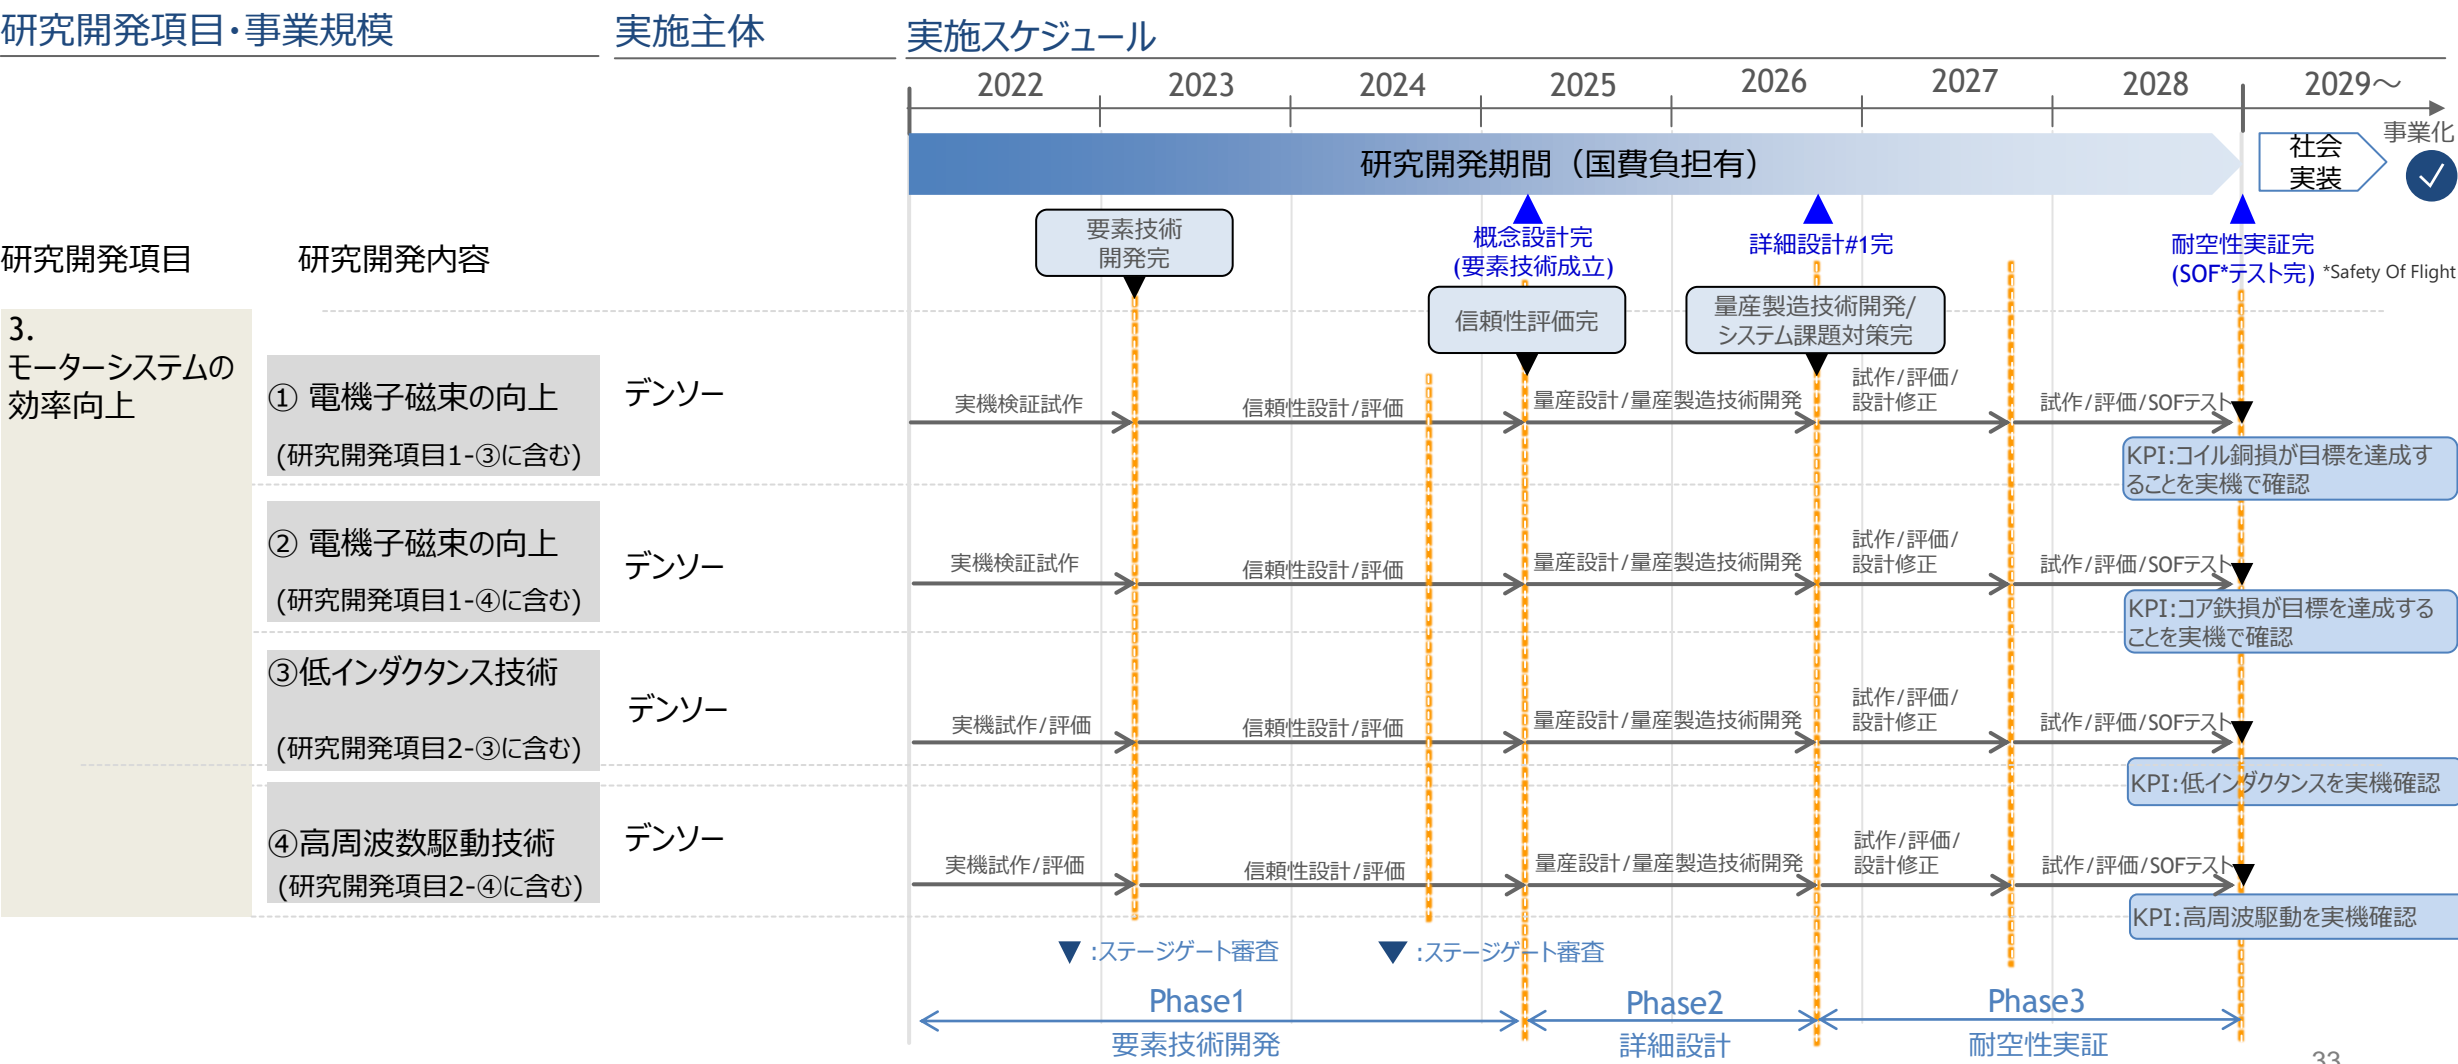 研究開発項目・事業規模
実施主体
実施スケジュール
2022
2023
2024
2025
2026
2027
2028
2029～
事業化
研究開発期間（国費負担有）
社会
実装
研究開発項目
研究開発内容
要素技術
開発完
概念設計完
(要素技術成立)
詳細設計#1完
耐空性実証完
(SOF*テスト完)
*Safety Of Flight
信頼性評価完
量産製造技術開発/
システム課題対策完
3.
モーターシステムの
効率向上
① 電機子磁束の向上
(研究開発項目1-③に含む)
デンソー
実機検証試作
信頼性設計/評価
量産設計/量産製造技術開発
試作/評価/
設計修正
試作/評価/SOFテスト
KPI:コイル銅損が目標を達成す
ることを実機で確認
② 電機子磁束の向上
(研究開発項目1-④に含む)
デンソー
実機検証試作
信頼性設計/評価
量産設計/量産製造技術開発
試作/評価/
設計修正
試作/評価/SOFテスト
KPI:コア鉄損が目標を達成する
ことを実機で確認
③低インダクタンス技術
(研究開発項目2-③に含む)
デンソー
実機試作/評価
信頼性設計/評価
量産設計/量産製造技術開発
試作/評価/
設計修正
試作/評価/SOFテスト
KPI:低インダクタンスを実機確認
④高周波数駆動技術
(研究開発項目2-④に含む)
デンソー
実機試作/評価
信頼性設計/評価
量産設計/量産製造技術開発
試作/評価/
設計修正
試作/評価/SOFテスト
KPI:高周波駆動を実機確認
▼ :ステージゲート審査
▼ :ステージゲート審査
Phase1
要素技術開発
Phase2
詳細設計
Phase3
耐空性実証
33